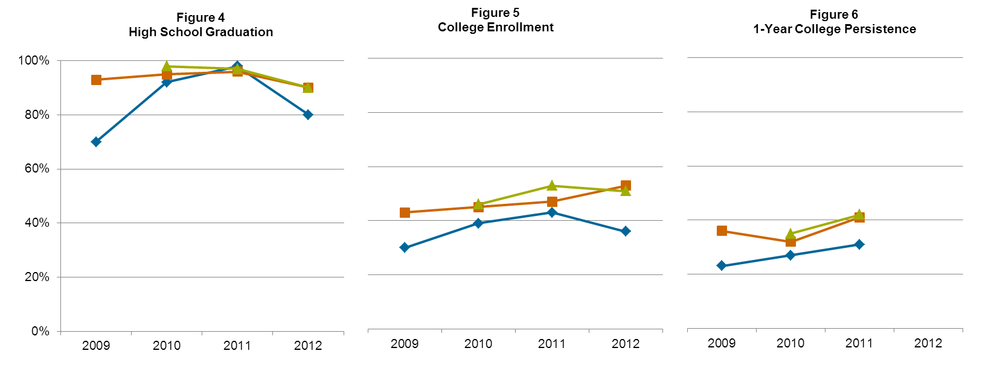 Figure 4
High School Graduation
Figure 5
College Enrollment
Figure 6
1-Year College Persistence
100%
80%
60%
40%
20%
0%
2009 2010 2011 2012
2009 2010 2011 2012
2009 2010 2011 2012